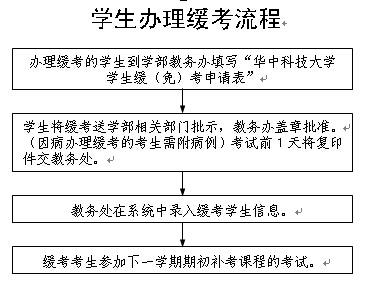 学生办理缓考流程
办理缓考的学生到学部教务办填写“华中科技大学
学生缓（免）考申请表”
学生将缓考送学部相关部门批示，教务办盖章批准。
（因病办理缓考的考生需附病例）考试前1天将复印
件交教务处。
教务处在系统中录入缓考学生信息。
缓考考生参加下一学期期初补考课程的考试。